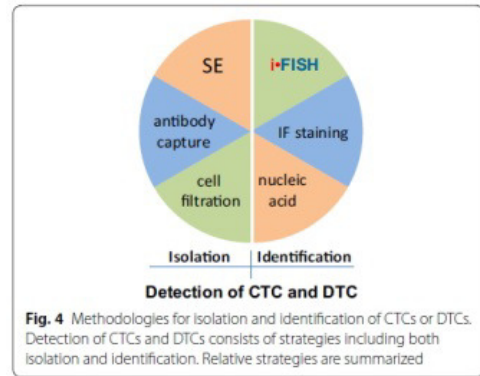 SE
i•FISH
antibody
capture
IF staining
cell
filtration
nucleic
acid
Isolation
Identification
Detection of CTC and DTC
Fig. 4 Methodologies for isolation and identification of CTCs or DTCs.
Detection of CTCs and DTCs consists of strategies including both
isolation and identification. Relative strategies are summarized